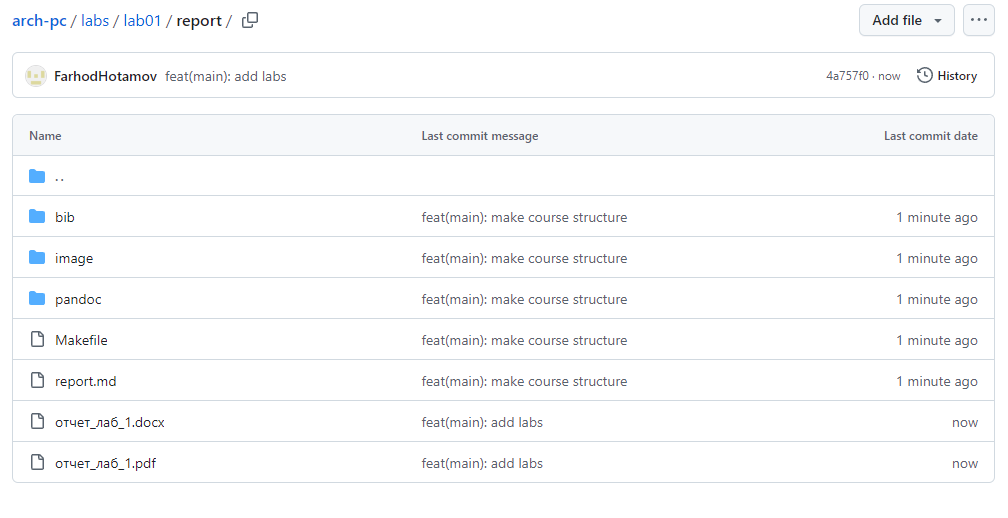 arch-pc / labs / lab01 / report /
Add file
FarhodHotamov feat(main): add labs
4a757f0 · now
History
Name Last commit message Last commit date
..
bib feat(main): make course structure 1 minute ago
image feat(main): make course structure 1 minute ago
pandoc feat(main): make course structure 1 minute ago
Makefile feat(main): make course structure 1 minute ago
report.md feat(main): make course structure 1 minute ago
отчет_лаб_1.docx feat(main): add labs now
отчет_лаб_1.pdf feat(main): add labs now